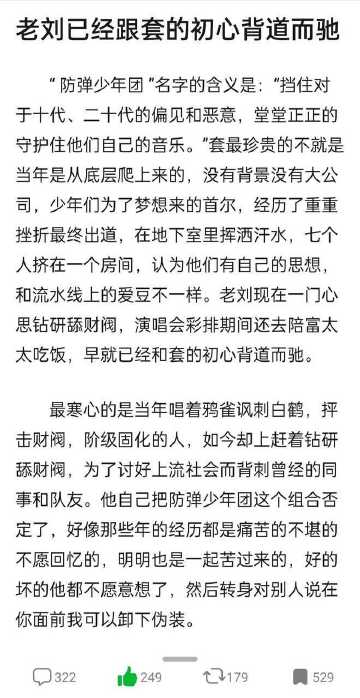 老刘已经跟套的初心背道而驰
“ 防弹少年团 ”名字的含义是：“挡住对
于十代、二十代的偏见和恶意，堂堂正正的
守护住他们自己的音乐。”套最珍贵的不就是
当年是从底层爬上来的，没有背景没有大公
司，少年们为了梦想来的首尔，经历了重重
挫折最终出道，在地下室里挥洒汗水，七个
人挤在一个房间，认为他们有自己的思想，
和流水线上的爱豆不一样。老刘现在一门心
思钻研舔财阀，演唱会彩排期间还去陪富太
太吃饭，早就已经和套的初心背道而驰。
最寒心的是当年唱着鸦雀讽刺白鹤，抨
击财阀，阶级固化的人，如今却上赶着钻研
舔财阀，为了讨好上流社会而背刺曾经的同
事和队友。他自己把防弹少年团这个组合否
定了，好像那些年的经历都是痛苦的不堪的
不愿回忆的，明明也是一起苦过来的，好的
坏的他都不愿意想了，然后转身对别人说在
你面前我可以卸下伪装。
322 249 179 529